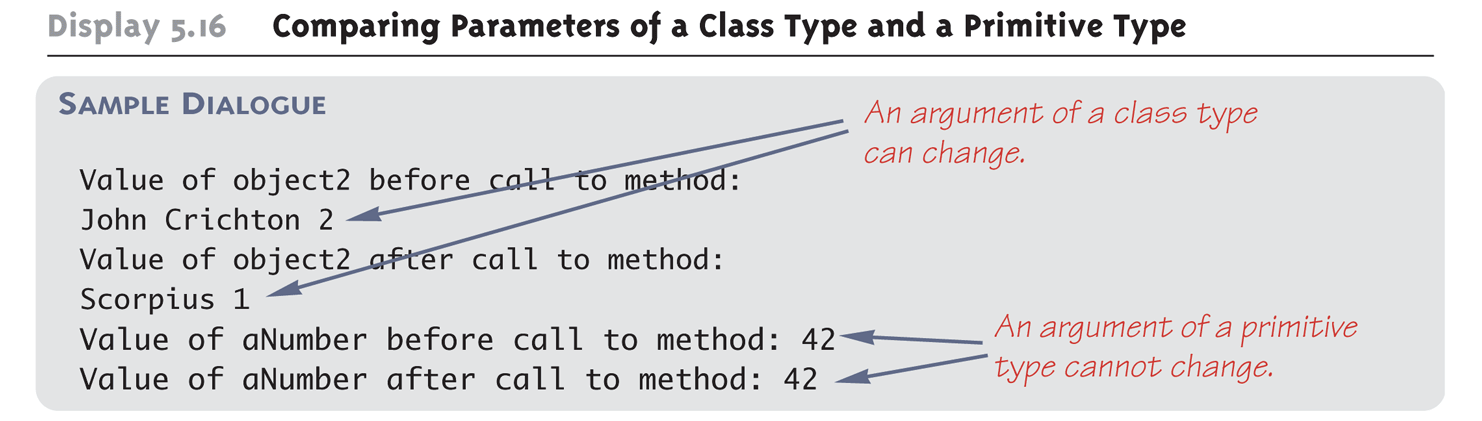 Display 5.16 Comparing Parameters of a Class Type and a Primitive Type
SAMPLE DIALOGUE
An argument of a class type
can change.
Value of object2 before call to method:
John Crichton 2
Value of object2 after call to method:
Scorpius 1
Value of aNumber before call to method: 42
Value of aNumber after call to method: 42
An argument of a primitive
type cannot change.